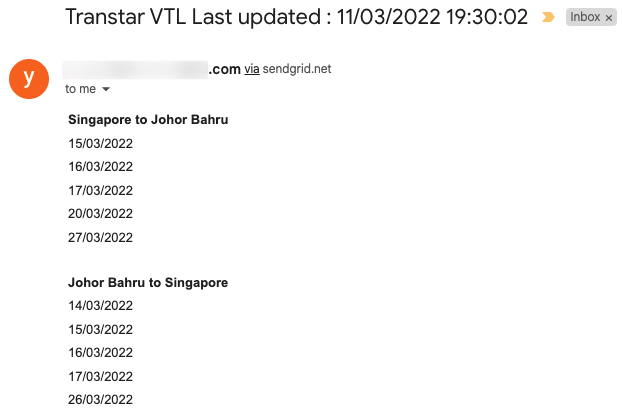 Transtar VTL Last updated : 11/03/2022 19:30:02
Inbox ×
y
.com via sendgrid.net
to me
Singapore to Johor Bahru
15/03/2022
16/03/2022
17/03/2022
20/03/2022
27/03/2022
Johor Bahru to Singapore
14/03/2022
15/03/2022
16/03/2022
17/03/2022
26/03/2022